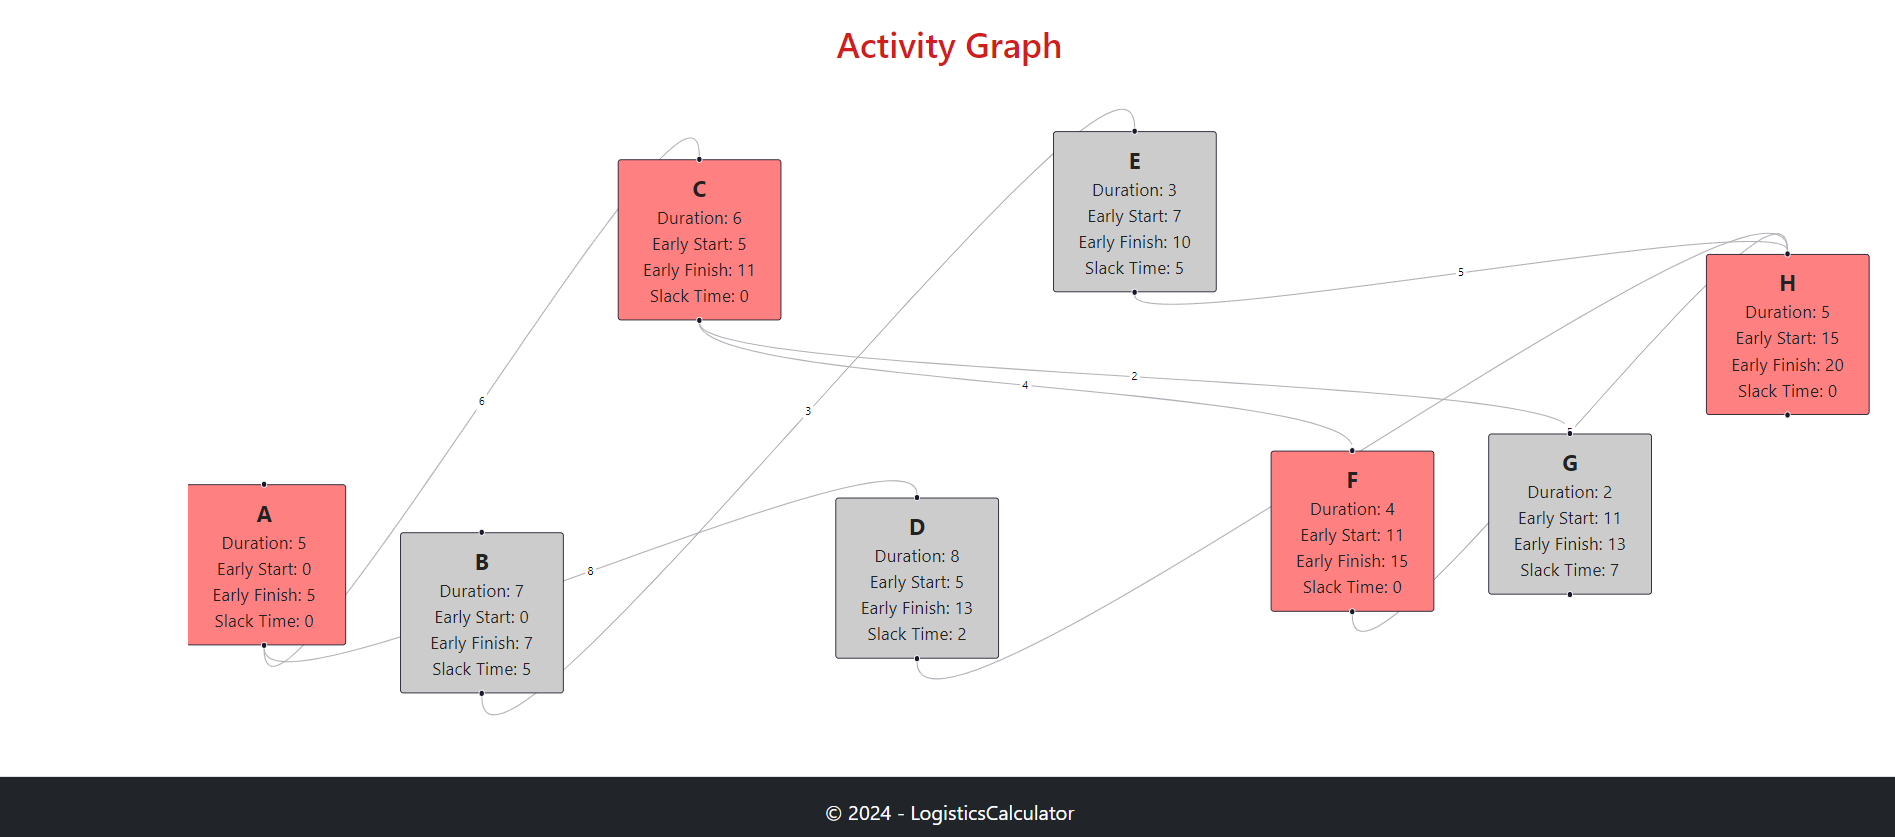 Activity Graph
C
Duration: 6
Early Start: 5
Early Finish: 11
Slack Time: 0
E
Duration: 3
Early Start: 7
Early Finish: 10
Slack Time: 5
H
Duration: 5
Early Start: 15
Early Finish: 20
Slack Time: 0
5
2
4
6
3
A
Duration: 5
Early Start: 0
Early Finish: 5
Slack Time: 0
B
Duration: 7
Early Start: 0
Early Finish: 7
Slack Time: 5
8
D
Duration: 8
Early Start: 5
Early Finish: 13
Slack Time: 2
F
Duration: 4
Early Start: 11
Early Finish: 15
Slack Time: 0
G
Duration: 2
Early Start: 11
Early Finish: 13
Slack Time: 7
© 2024 - LogisticsCalculator